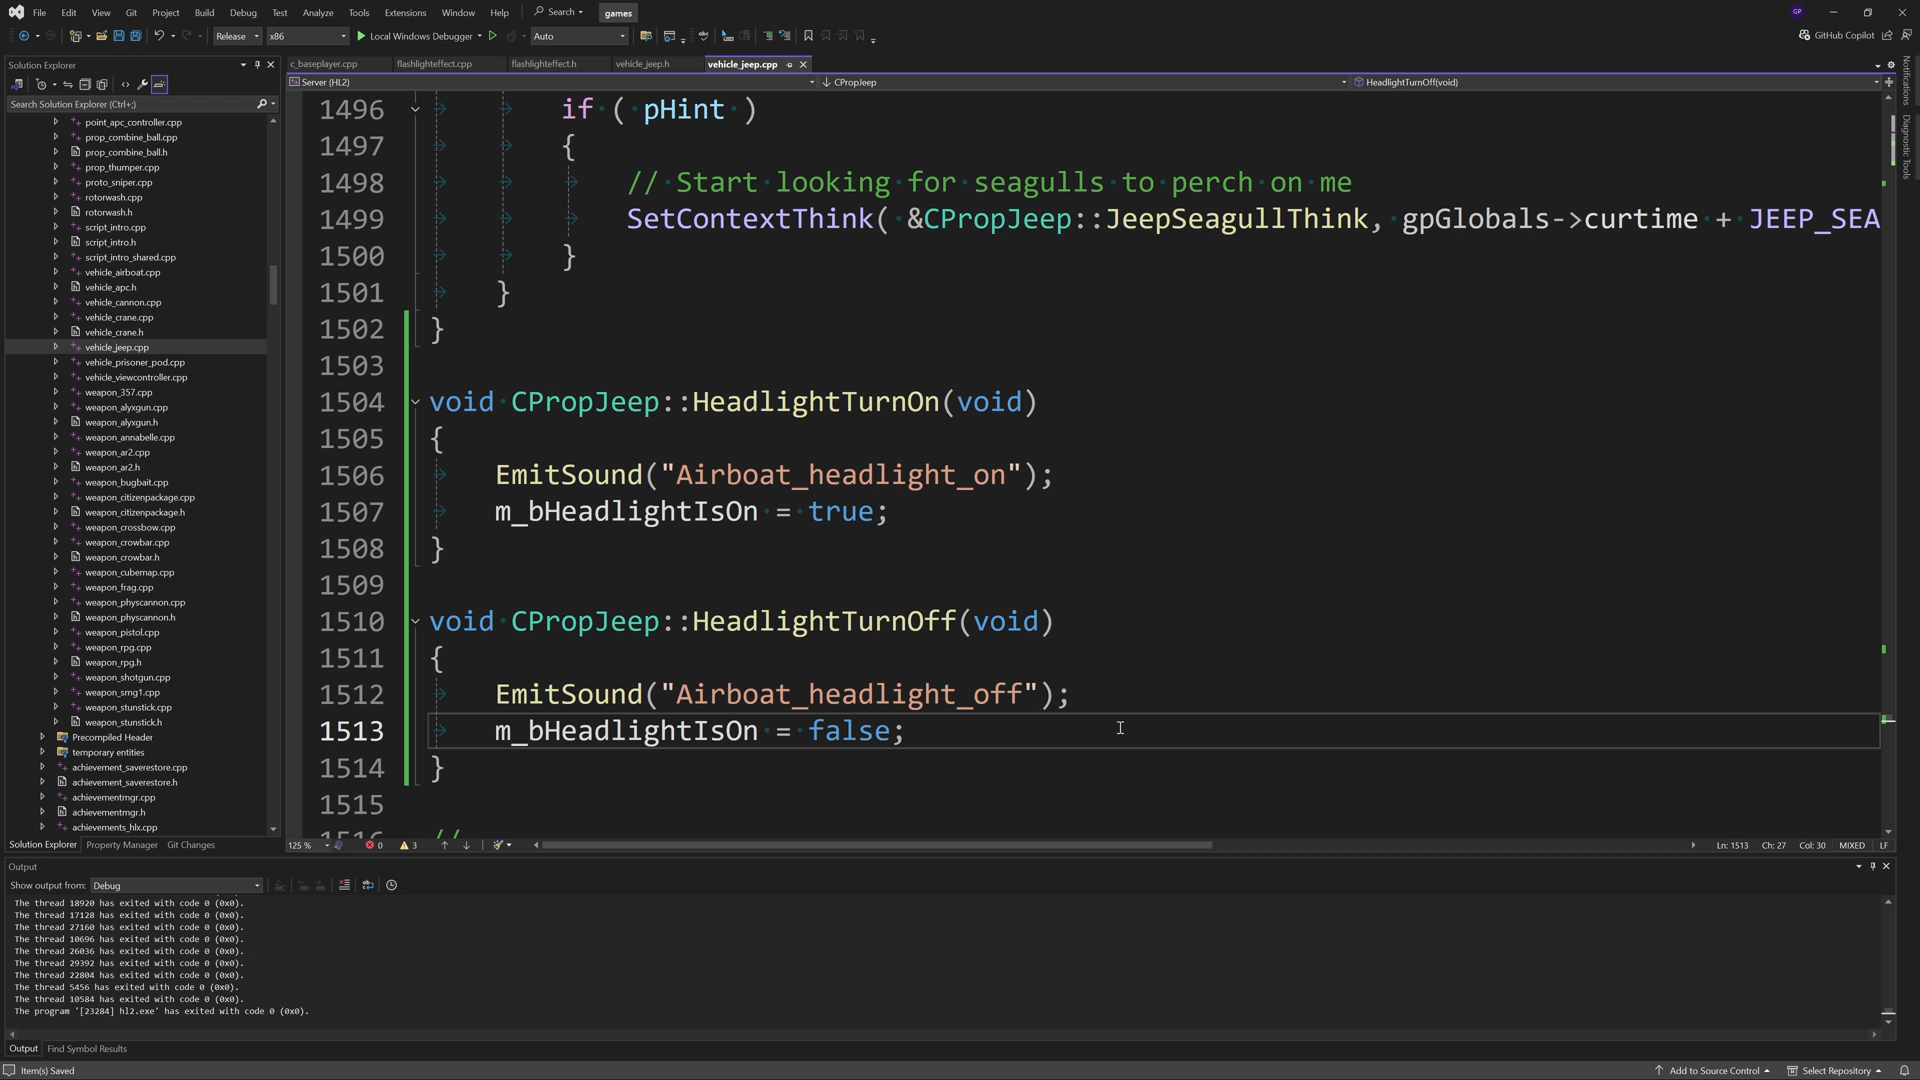 File Edit View Git Project Build Debug Test Analyze Tools Extensions Window Help Search games GP
Release x86 Local Windows Debugger Auto GitHub Copilot
Solution Explorer
Search Solution Explorer (Ctrl+;)
point_apc_controller.cpp
prop_combine_ball.cpp
prop_combine_ball.h
prop_thumper.cpp
proto_sniper.cpp
rotorwash.cpp
rotorwash.h
script_intro.cpp
script_intro.h
script_intro_shared.cpp
vehicle_airboat.cpp
vehicle_apc.h
vehicle_cannon.cpp
vehicle_crane.cpp
vehicle_crane.h
vehicle_jeep.cpp
vehicle_prisoner_pod.cpp
vehicle_viewcontroller.cpp
weapon_357.cpp
weapon_alyxgun.cpp
weapon_alyxgun.h
weapon_annabelle.cpp
weapon_ar2.cpp
weapon_ar2.h
weapon_bugbait.cpp
weapon_citizenpackage.cpp
weapon_citizenpackage.h
weapon_crossbow.cpp
weapon_crowbar.cpp
weapon_crowbar.h
weapon_cubemap.cpp
weapon_frag.cpp
weapon_physcannon.cpp
weapon_physcannon.h
weapon_pistol.cpp
weapon_rpg.cpp
weapon_rpg.h
weapon_shotgun.cpp
weapon_smg1.cpp
weapon_stunstick.cpp
weapon_stunstick.h
Precompiled Header
temporary entities
achievement_saverestore.cpp
achievement_saverestore.h
achievementmgr.cpp
achievementmgr.h
achievements_hlx.cpp
Solution Explorer Property Manager Git Changes
c_baseplayer.cpp flashlighteffect.cpp flashlighteffect.h vehicle_jeep.h vehicle_jeep.cpp
Server (HL2) CPropJeep HeadlightTurnOff(void)
1496 if ( pHint )
1497 {
1498 // Start looking for seagulls to perch on me
1499 SetContextThink( &CPropJeep::JeepSeagullThink, gpGlobals->curtime + JEEP_SEA
1500 }
1501 }
1502 }
1503
1504 void CPropJeep::HeadlightTurnOn(void)
1505 {
1506 EmitSound("Airboat_headlight_on");
1507 m_bHeadlightIsOn = true;
1508 }
1509
1510 void CPropJeep::HeadlightTurnOff(void)
1511 {
1512 EmitSound("Airboat_headlight_off");
1513 m_bHeadlightIsOn = false;
1514 }
1515
1516 //
125 % 0 3 Ln: 1513 Ch: 27 Col: 30 MIXED LF
Notifications
Diagnostic Tools
Output
Show output from: Debug
The thread 18920 has exited with code 0 (0x0).
The thread 17128 has exited with code 0 (0x0).
The thread 27160 has exited with code 0 (0x0).
The thread 10696 has exited with code 0 (0x0).
The thread 26036 has exited with code 0 (0x0).
The thread 29392 has exited with code 0 (0x0).
The thread 22804 has exited with code 0 (0x0).
The thread 5456 has exited with code 0 (0x0).
The thread 10584 has exited with code 0 (0x0).
The program '[23284] hl2.exe' has exited with code 0 (0x0).
Output Find Symbol Results
Item(s) Saved Add to Source Control Select Repository